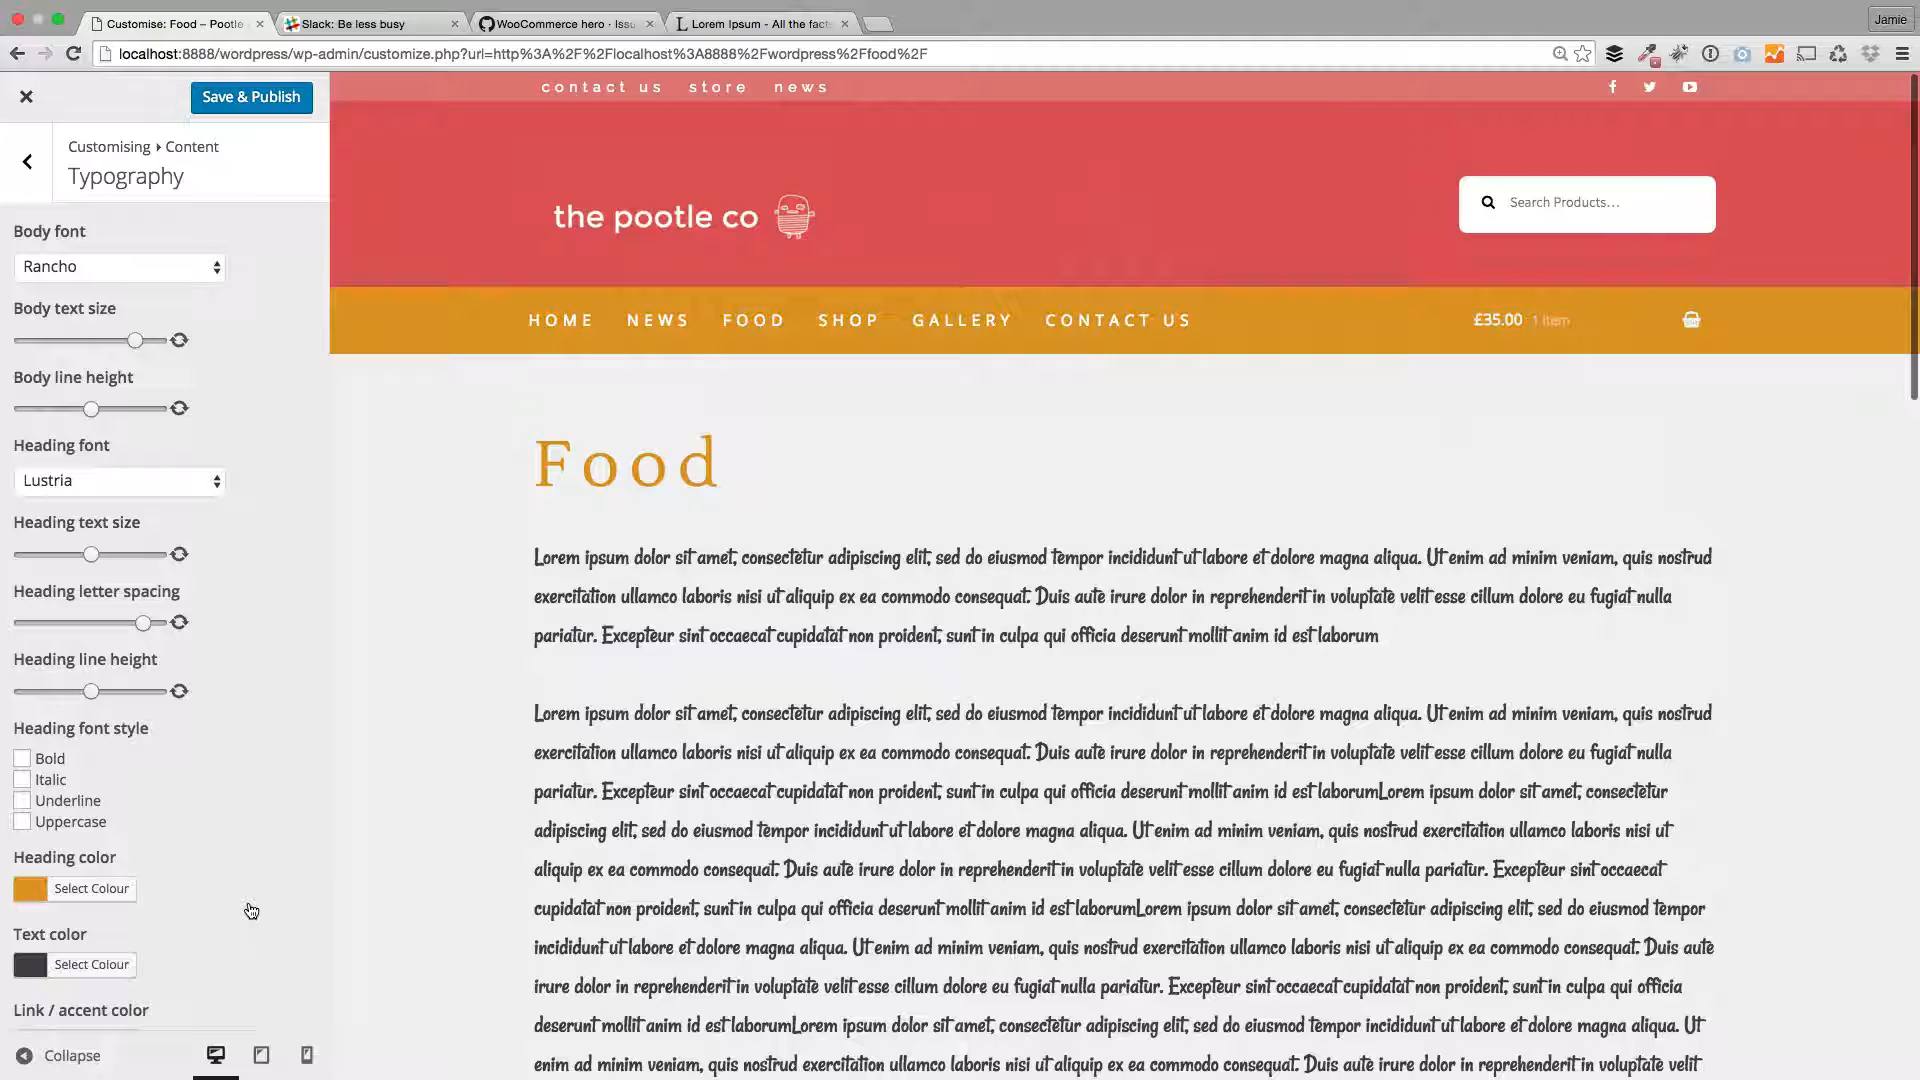 Customise: Food – Pootle
Slack: Be less busy
WooCommerce hero · Issu
Lorem Ipsum - All the facts
Jamie
localhost:8888/wordpress/wp-admin/customize.php?url=http%3A%2F%2Flocalhost%3A8888%2Fwordpress%2Ffood%2F
Save & Publish
Customising ▸ Content
Typography
Body font
Rancho
Body text size
Body line height
Heading font
Lustria
Heading text size
Heading letter spacing
Heading line height
Heading font style
Bold
Italic
Underline
Uppercase
Heading color
Select Colour
Text color
Select Colour
Link / accent color
Collapse
contact us store news
the pootle co
Search Products...
HOME NEWS FOOD SHOP GALLERY CONTACT US
£35.00 1 item
Food
Lorem ipsum dolor sit amet, consectetur adipiscing elit, sed do eiusmod tempor incididunt ut labore et dolore magna aliqua. Ut enim ad minim veniam, quis nostrud
exercitation ullamco laboris nisi ut aliquip ex ea commodo consequat. Duis aute irure dolor in reprehenderit in voluptate velit esse cillum dolore eu fugiat nulla
pariatur. Excepteur sint occaecat cupidatat non proident, sunt in culpa qui officia deserunt mollit anim id est laborum
Lorem ipsum dolor sit amet, consectetur adipiscing elit, sed do eiusmod tempor incididunt ut labore et dolore magna aliqua. Ut enim ad minim veniam, quis nostrud
exercitation ullamco laboris nisi ut aliquip ex ea commodo consequat. Duis aute irure dolor in reprehenderit in voluptate velit esse cillum dolore eu fugiat nulla
pariatur. Excepteur sint occaecat cupidatat non proident, sunt in culpa qui officia deserunt mollit anim id est laborumLorem ipsum dolor sit amet, consectetur
adipiscing elit, sed do eiusmod tempor incididunt ut labore et dolore magna aliqua. Ut enim ad minim veniam, quis nostrud exercitation ullamco laboris nisi ut
aliquip ex ea commodo consequat. Duis aute irure dolor in reprehenderit in voluptate velit esse cillum dolore eu fugiat nulla pariatur. Excepteur sint occaecat
cupidatat non proident, sunt in culpa qui officia deserunt mollit anim id est laborumLorem ipsum dolor sit amet, consectetur adipiscing elit, sed do eiusmod tempor
incididunt ut labore et dolore magna aliqua. Ut enim ad minim veniam, quis nostrud exercitation ullamco laboris nisi ut aliquip ex ea commodo consequat. Duis aute
irure dolor in reprehenderit in voluptate velit esse cillum dolore eu fugiat nulla pariatur. Excepteur sint occaecat cupidatat non proident, sunt in culpa qui officia
deserunt mollit anim id est laborumLorem ipsum dolor sit amet, consectetur adipiscing elit, sed do eiusmod tempor incididunt ut labore et dolore magna aliqua. Ut
enim ad minim veniam, quis nostrud exercitation ullamco laboris nisi ut aliquip ex ea commodo consequat. Duis aute irure dolor in reprehenderit in voluptate velit